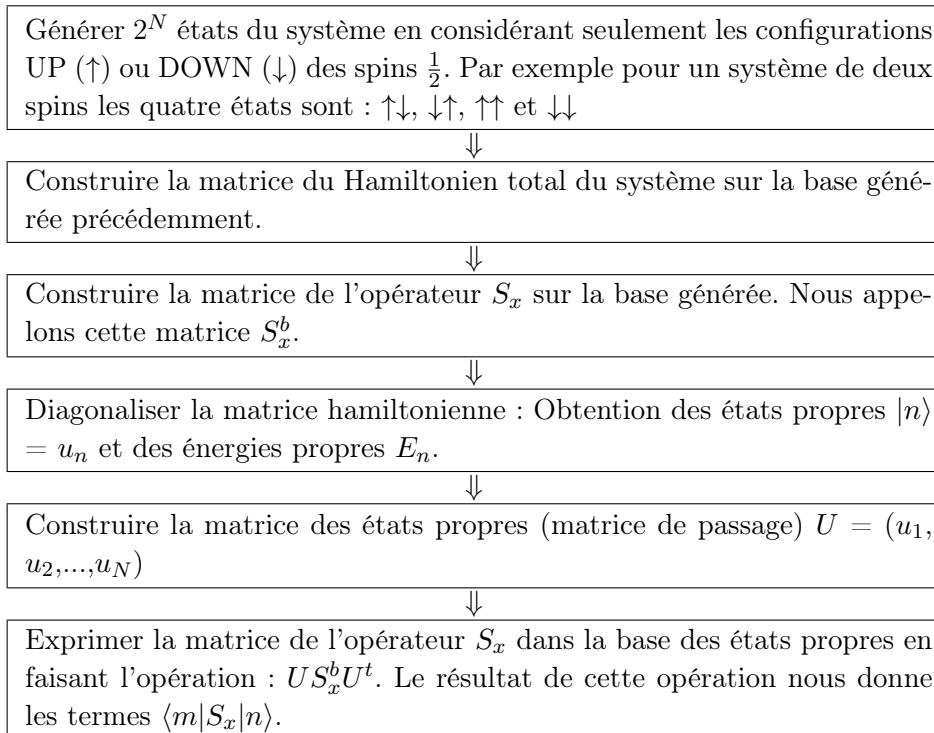 Générer 2^N états du système en considérant seulement les configurations
UP (↑) ou DOWN (↓) des spins 1/2. Par exemple pour un système de deux
spins les quatre états sont : ↑↓, ↓↑, ↑↑ et ↓↓
⇓
Construire la matrice du Hamiltonien total du système sur la base géné-
rée précédemment.
⇓
Construire la matrice de l'opérateur S_x sur la base générée. Nous appe-
lons cette matrice S_x^b.
⇓
Diagonaliser la matrice hamiltonienne : Obtention des états propres |n⟩
= u_n et des énergies propres E_n.
⇓
Construire la matrice des états propres (matrice de passage) U = (u_1,
u_2,...,u_N)
⇓
Exprimer la matrice de l'opérateur S_x dans la base des états propres en
faisant l'opération : US_x^bU^t. Le résultat de cette opération nous donne
les termes ⟨m|S_x|n⟩.